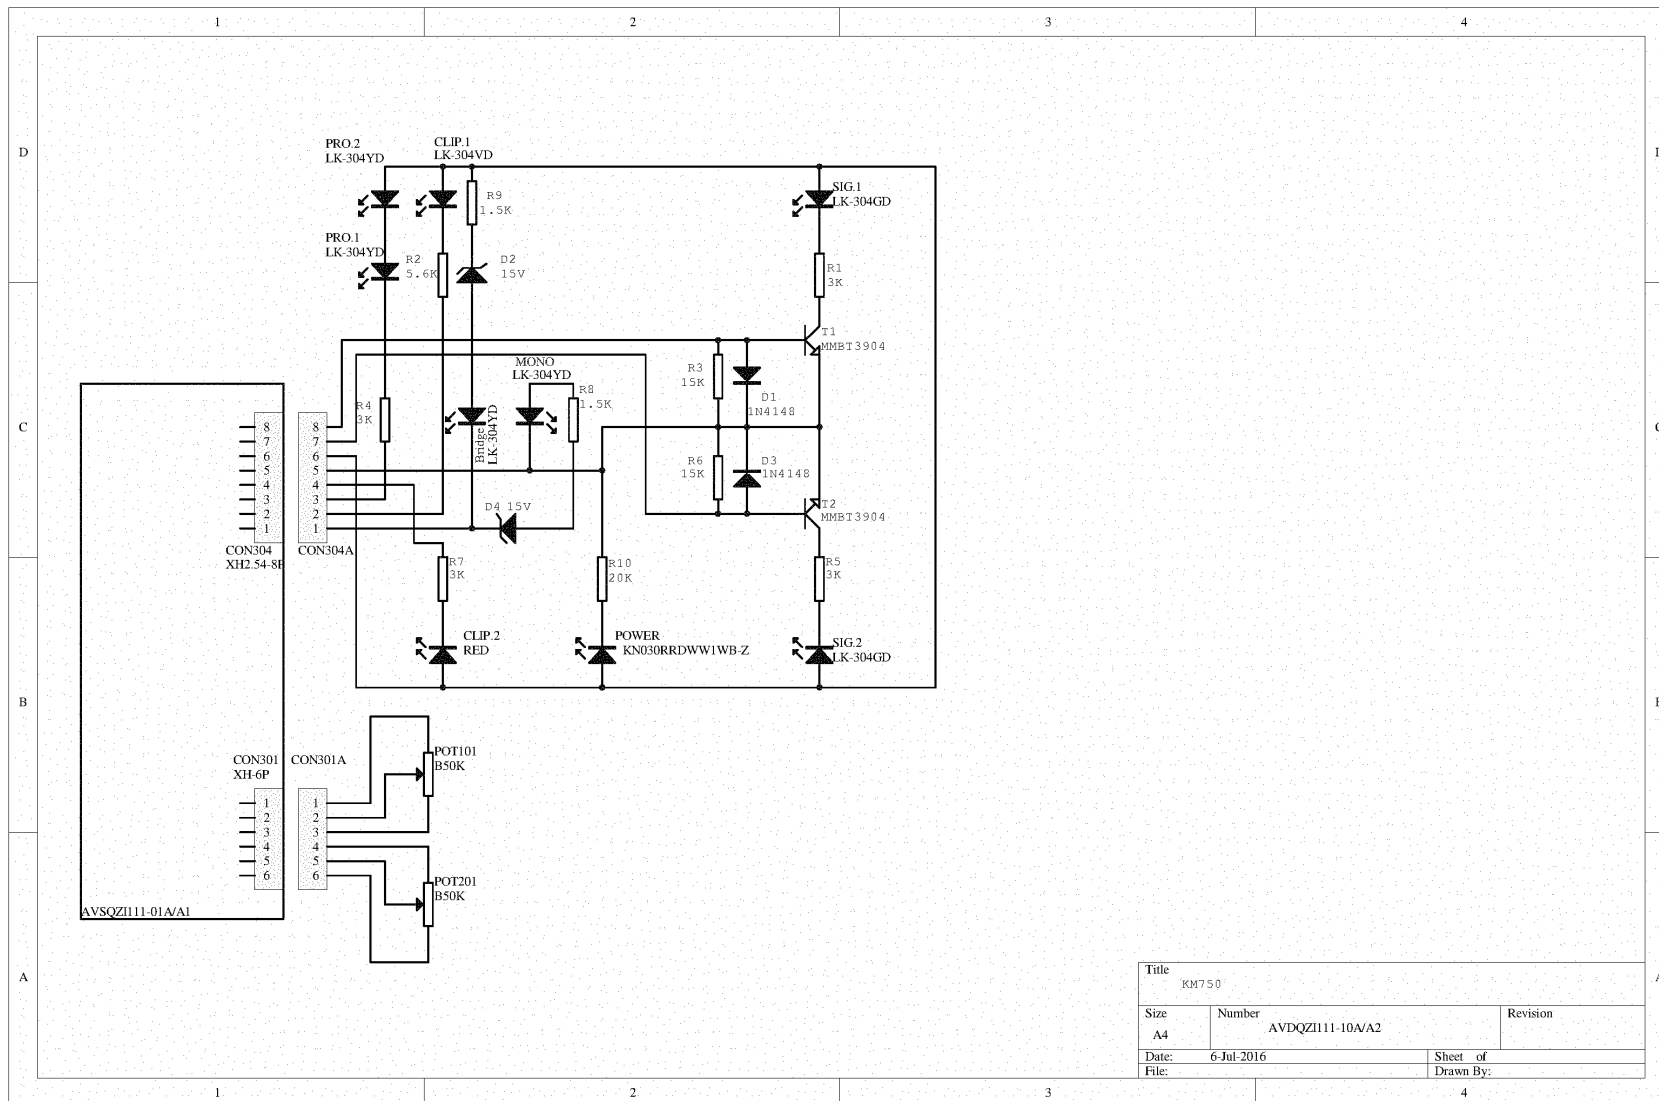 1 2 3 4
D
PRO.2
LK-304YD
CLIP.1
LK-304VD
R9
1.5K
SIG.1
LK-304GD
PRO.1
LK-304YD
R2
5.6K
D2
15V
R1
3K
T1
MMBT3904
MONO
LK-304YD
R3
15K
R8
1.5K
D1
1N4148
R4
3K
Bridge
LK-304YD
C
8 8
7 7
6 6
5 5
4 4
3 3
2 2
1 1
R6
15K
D3
1N4148
D4 15V
T2
MMBT3904
CON304
XH2.54-8P
CON304A
R7
3K
R10
20K
R5
3K
CLIP.2
RED
POWER
KN030RRDWW1WB-Z
SIG.2
LK-304GD
B
CON301
XH-6P
CON301A
POT101
B50K
1 1
2 2
3 3
4 4
5 5
6 6
POT201
B50K
AVSQZI111-01A/A1
A
Title
KM750
Size
A4
Number
AVDQZI111-10A/A2
Revision
Date: 6-Jul-2016
Sheet of
File:
Drawn By:
1 2 3 4